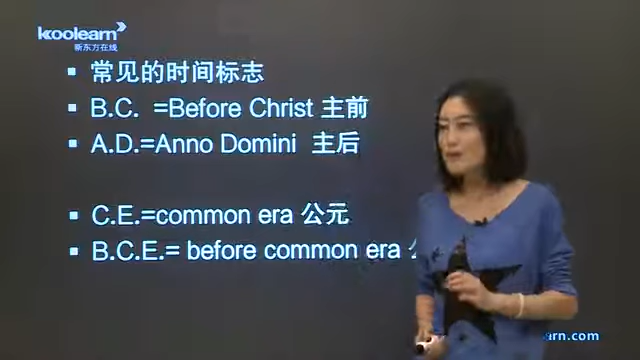 koolearn
新东方在线
▪ 常见的时间标志
▪ B.C. =Before Christ 主前
▪ A.D.=Anno Domini 主后
▪ C.E.=common era 公元
▪ B.C.E.= before common era
arn.com